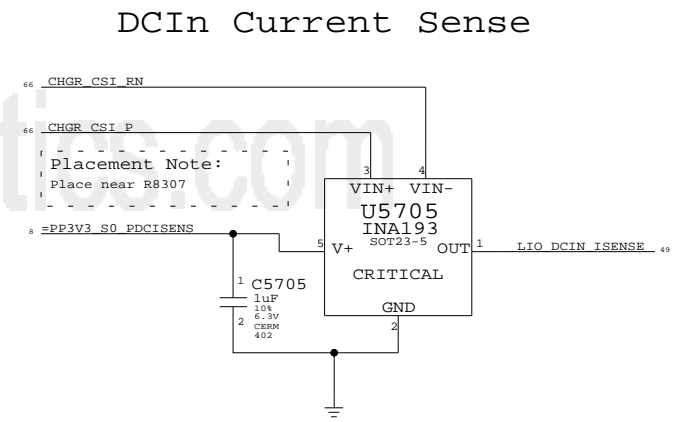 DCIn Current Sense
66 CHGR_CSI_RN
66 CHGR_CSI_P
tics.com
Placement Note:
Place near R8307
3 4
VIN+ VIN-
U5705
INA193
SOT23-5
8 =PP3V3_S0_PDCISENS
5 V+ OUT 1 LIO_DCIN_ISENSE 49
CRITICAL
GND
2
1 C5705
1uF
10%
6.3V
2 CERM
402